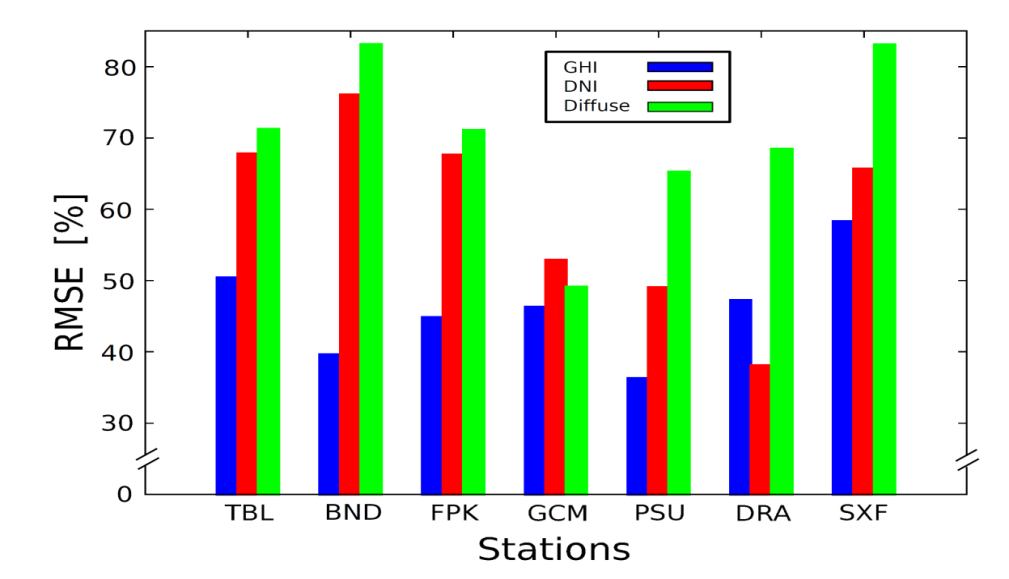 GHI
DNI
Diffuse
80
70
60
50
40
30
0
RMSE [%]
TBL BND FPK GCM PSU DRA SXF
Stations